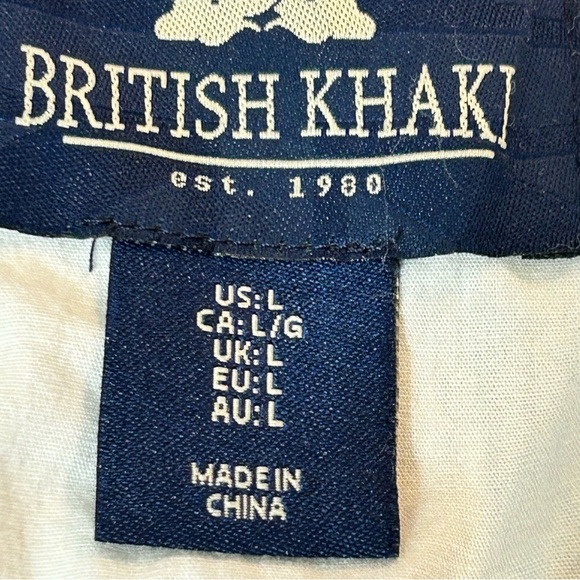 BRITISH KHAKI
est. 1980
US: L
CA: L/G
UK: L
EU: L
AU: L
MADE IN
CHINA